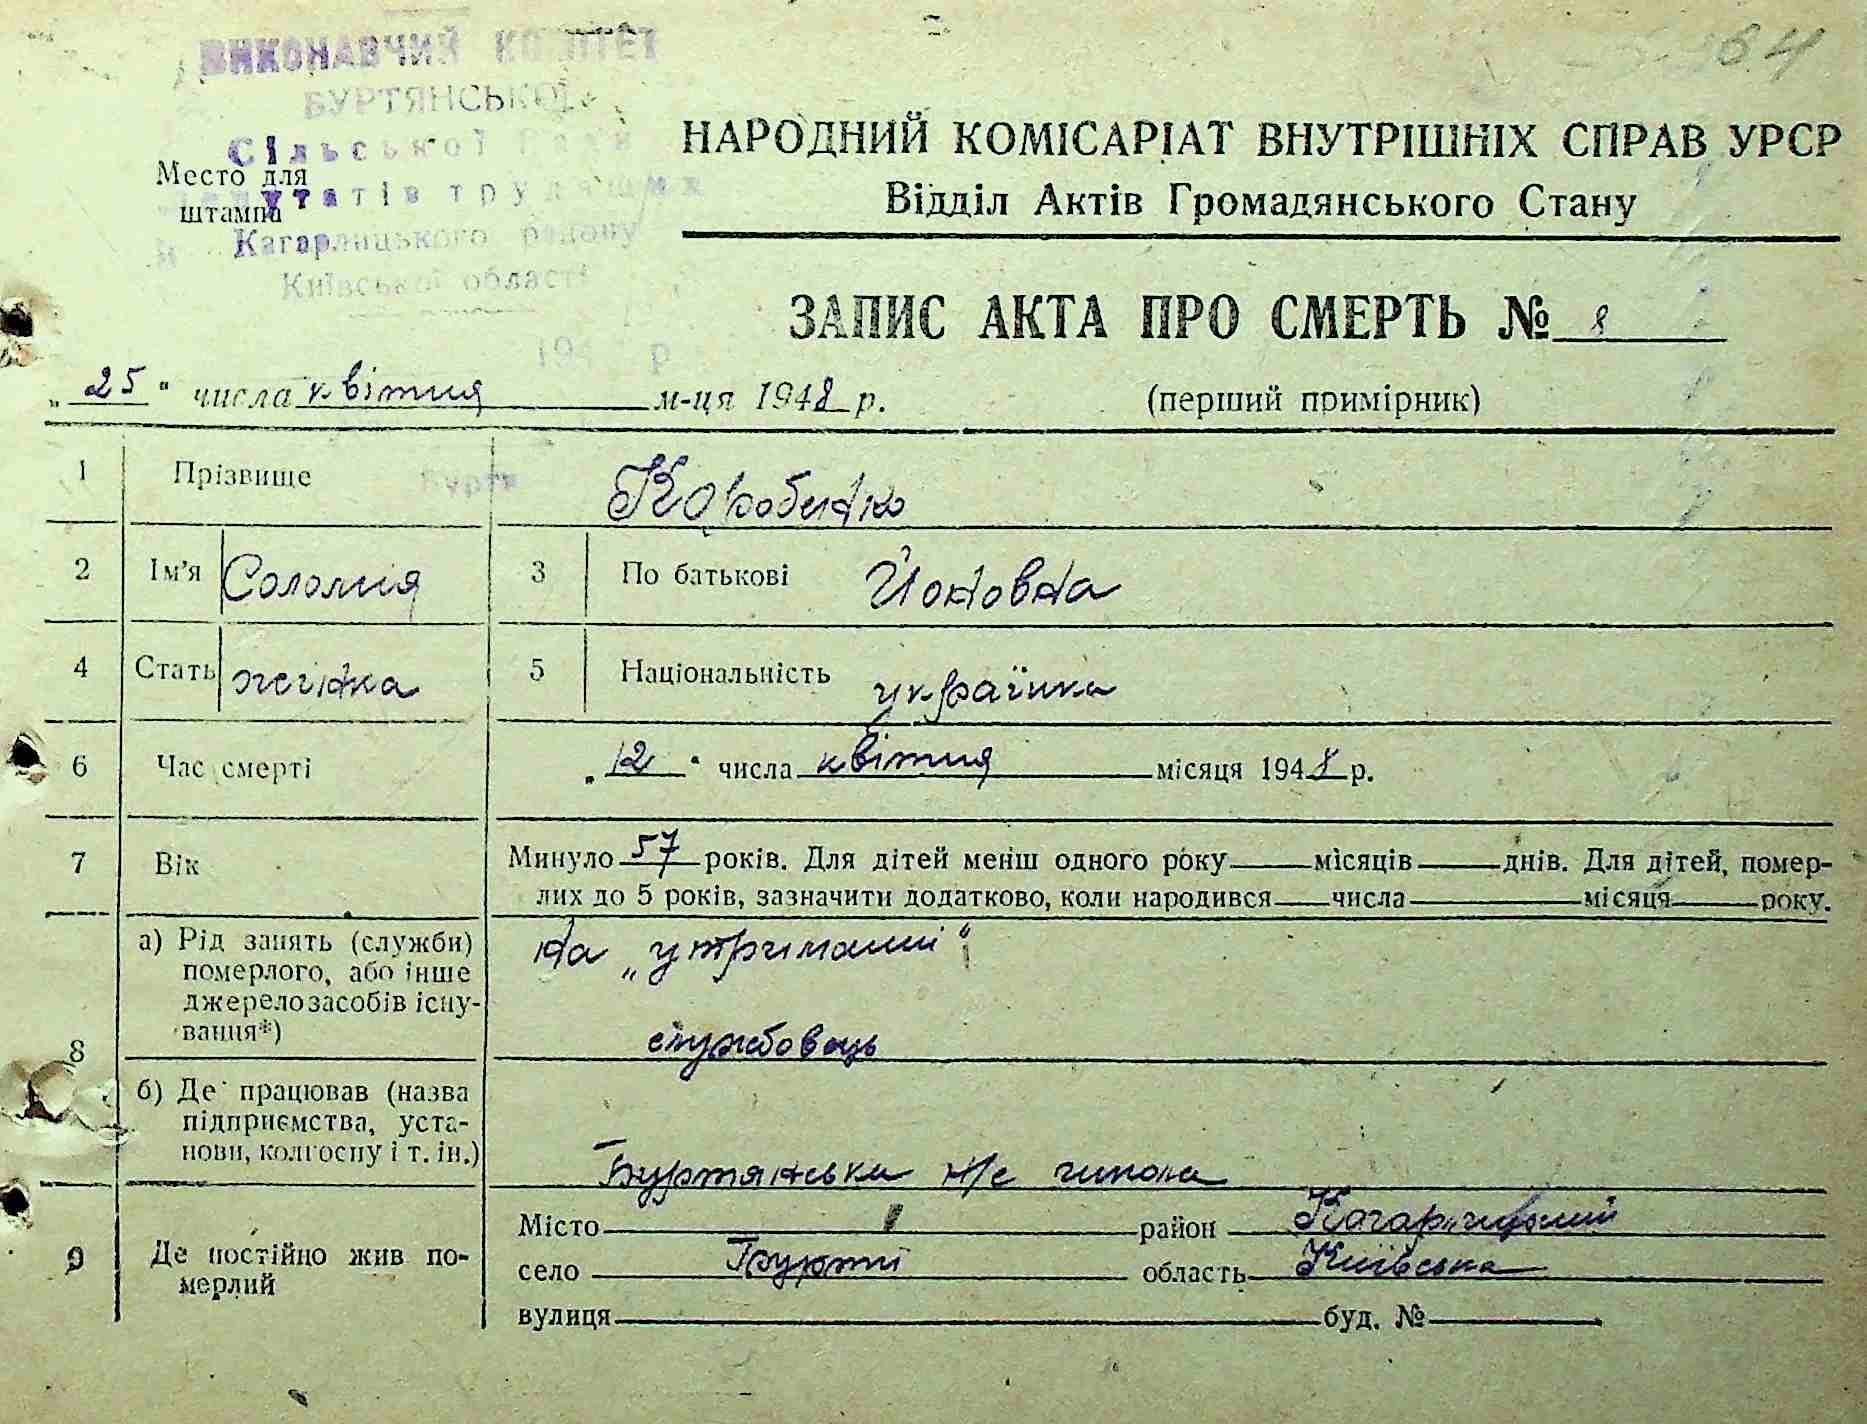 64
ВИКОНАВЧИЙ КОМІТЕТ
БУРТЯНСЬКОЇ
Сільської Ради
депутатів трудящих
Кагарлицького району
Київської області
194 р
Место для
штампа
НАРОДНИЙ КОМІСАРІАТ ВНУТРІШНІХ СПРАВ УРСР
Відділ Актів Громадянського Стану
ЗАПИС АКТА ПРО СМЕРТЬ № 8
„25“ числа квітня м-ця 1948 р. (перший примірник)
1 Прізвище Коробенко
2 Ім'я Соломія 3 По батькові Йоновна
4 Стать жінка 5 Національність українка
6 Час смерті „12“ числа квітня місяця 1948 р.
7 Вік Минуло 57 років. Для дітей менш одного року місяців днів. Для дітей, помер-
лих до 5 років, зазначити додатково, коли народився числа місяця року.
8 а) Рід занять (служби)
померлого, або інше
джерело засобів існу-
вання*)
на „утриманні“
службовець
б) Де працював (назва
підприємства, уста-
нови, колгоспу і т. ін.)
Буртянська н/с школа
9 Де постійно жив по-
мерлий
Місто район Кагарлицький
село Бурти область Київська
вулиця буд. №